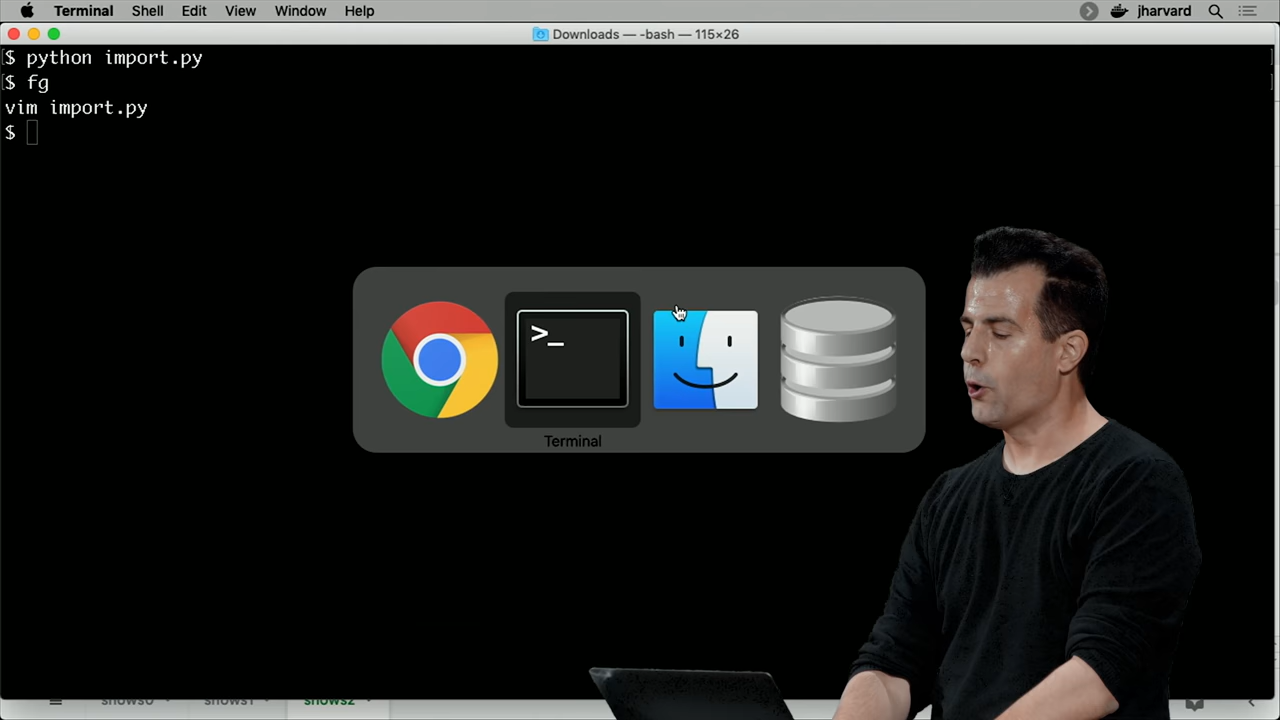 Terminal Shell Edit View Window Help jharvard
Downloads — -bash — 115×26
[$ python import.py ]
[$ fg ]
vim import.py
$
>_
Terminal
shows0 shows1 shows2